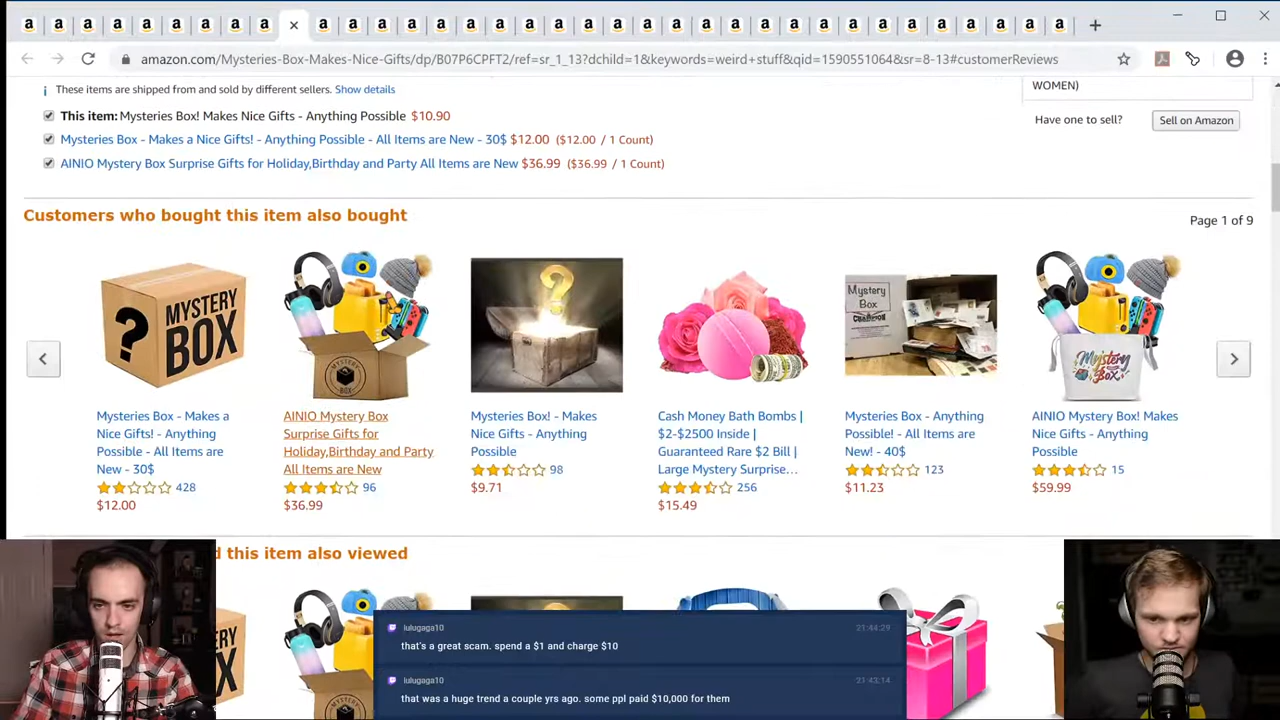 amazon.com/Mysteries-Box-Makes-Nice-Gifts/dp/B07P6CPFT2/ref=sr_1_13?dchild=1&keywords=weird+stuff&qid=1590551064&sr=8-13#customerReviews
These items are shipped from and sold by different sellers. Show details
WOMEN)
This item: Mysteries Box! Makes Nice Gifts - Anything Possible $10.90
Have one to sell?
Sell on Amazon
Mysteries Box - Makes a Nice Gifts! - Anything Possible - All Items are New - 30$ $12.00 ($12.00 / 1 Count)
AINIO Mystery Box Surprise Gifts for Holiday,Birthday and Party All Items are New $36.99 ($36.99 / 1 Count)
Customers who bought this item also bought
Page 1 of 9
? MYSTERY
BOX
MYSTERY
BOX
?
Mystery
Box
Mystery
Box
Mysteries Box - Makes a
Nice Gifts! - Anything
Possible - All Items are
New - 30$
428
$12.00
AINIO Mystery Box
Surprise Gifts for
Holiday,Birthday and Party
All Items are New
96
$36.99
Mysteries Box! - Makes
Nice Gifts - Anything
Possible
98
$9.71
Cash Money Bath Bombs |
$2-$2500 Inside |
Guaranteed Rare $2 Bill |
Large Mystery Surprise…
256
$15.49
Mysteries Box - Anything
Possible! - All Items are
New! - 40$
123
$11.23
AINIO Mystery Box! Makes
Nice Gifts - Anything
Possible
15
$59.99
d this item also viewed
lulugaga10
21:44:29
that's a great scam. spend a $1 and charge $10
lulugaga10
21:43:14
that was a huge trend a couple yrs ago. some ppl paid $10,000 for them